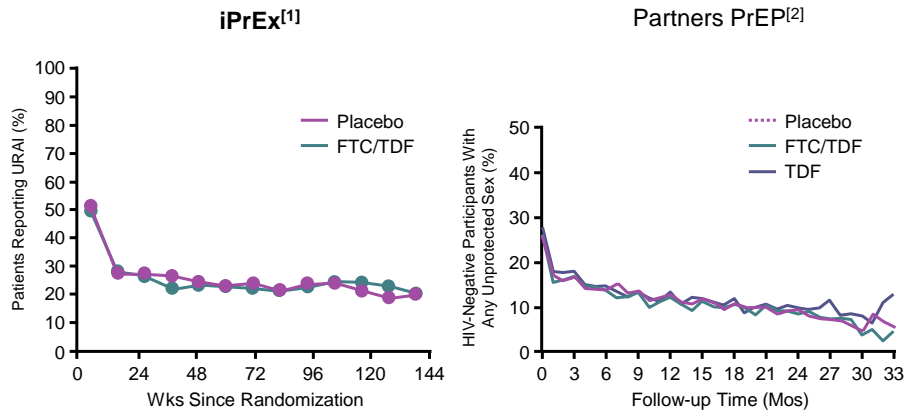 iPrEx[1]
100
90
80
70
60
50
40
30
20
10
0
Patients Reporting URAI (%)
Placebo
FTC/TDF
0 24 48 72 96 120 144
Wks Since Randomization
Partners PrEP[2]
50
40
30
20
10
0
HIV-Negative Participants With
Any Unprotected Sex (%)
Placebo
FTC/TDF
TDF
0 3 6 9 12 15 18 21 24 27 30 33
Follow-up Time (Mos)